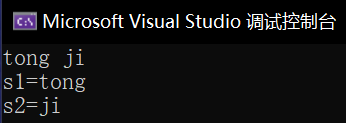 C:\ Microsoft Visual Studio 调试控制台
tong ji
s1=tong
s2=ji